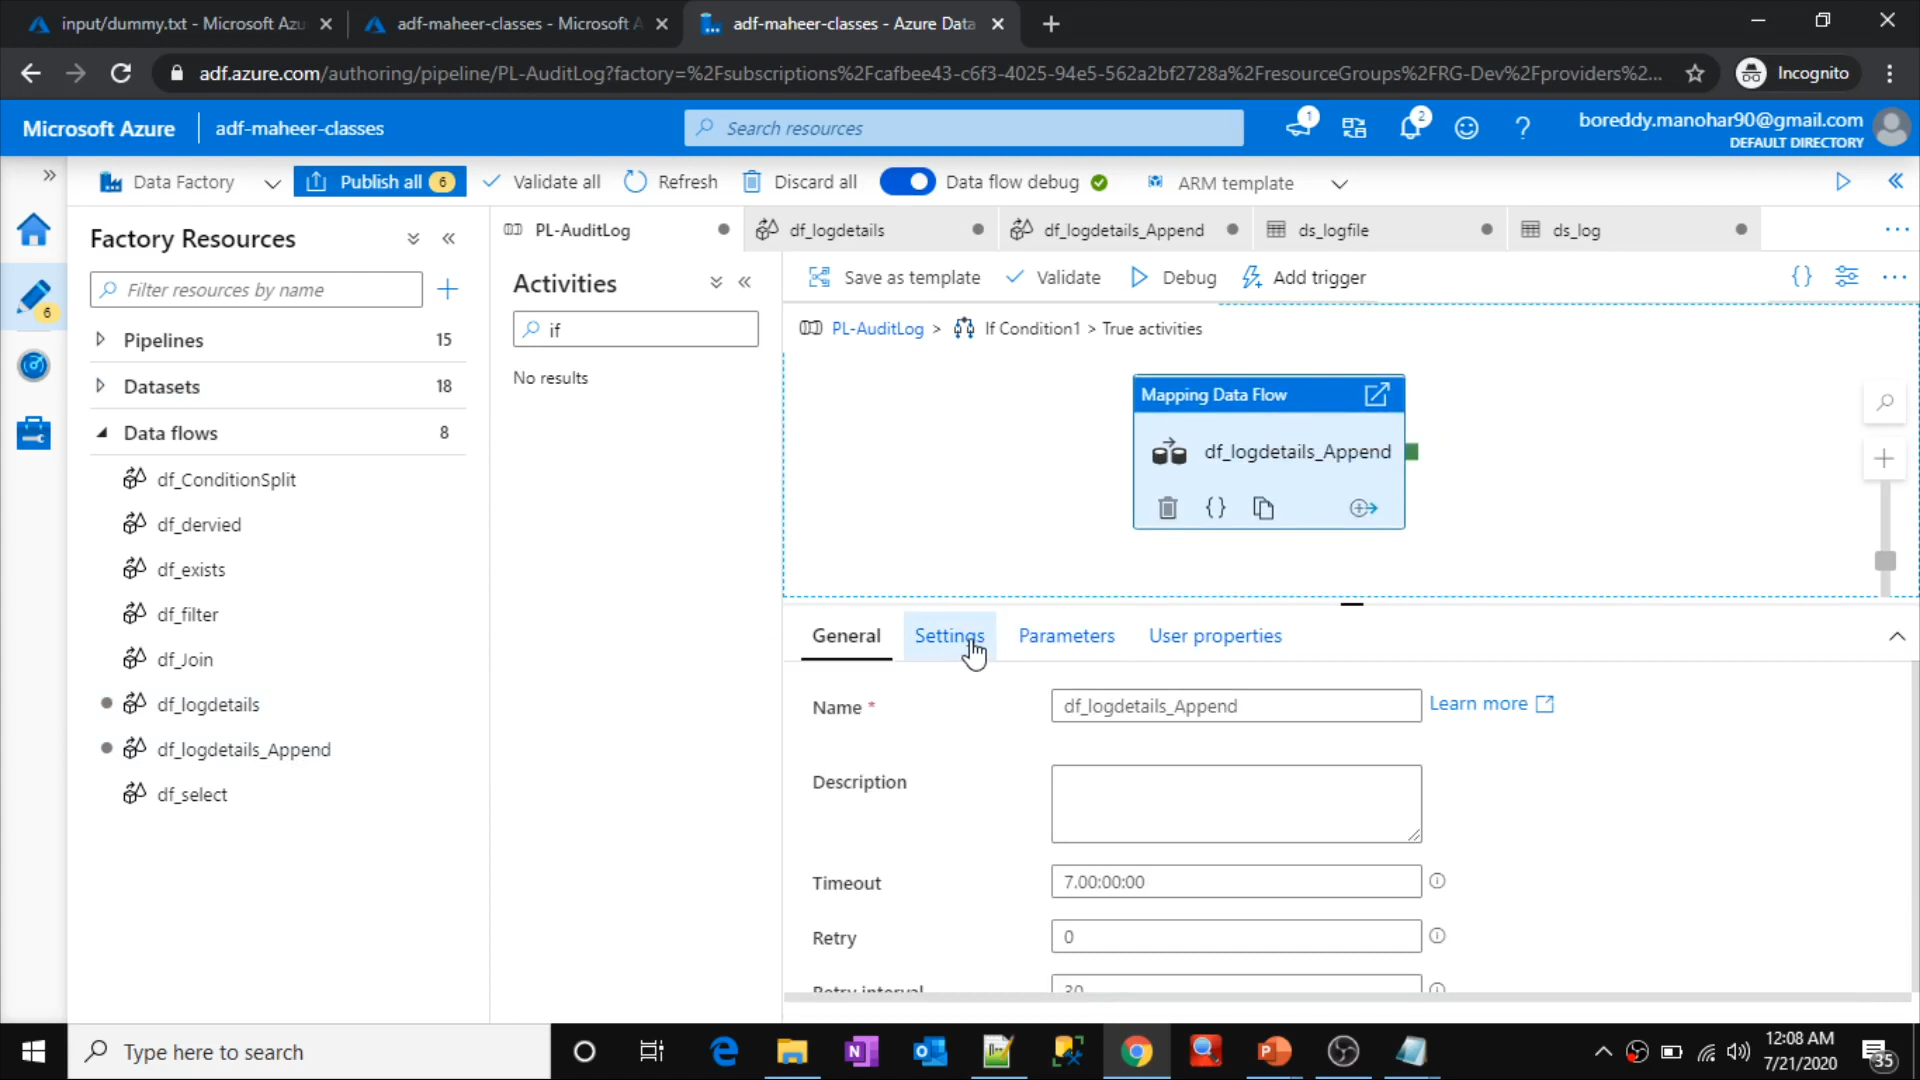 input/dummy.txt - Microsoft Azu
adf-maheer-classes - Microsoft A
adf-maheer-classes - Azure Data
adf.azure.com/authoring/pipeline/PL-AuditLog?factory=%2Fsubscriptions%2Fcafbee43-c6f3-4025-94e5-562a2bf2728a%2FresourceGroups%2FRG-Dev%2Fproviders%2...
Incognito
Microsoft Azure
adf-maheer-classes
Search resources
1
2
boreddy.manohar90@gmail.com
DEFAULT DIRECTORY
Data Factory
Publish all 6
Validate all
Refresh
Discard all
Data flow debug
ARM template
6
Factory Resources
Filter resources by name
Pipelines 15
Datasets 18
Data flows 8
df_ConditionSplit
df_dervied
df_exists
df_filter
df_Join
df_logdetails
df_logdetails_Append
df_select
PL-AuditLog
df_logdetails
df_logdetails_Append
ds_logfile
ds_log
Activities
if
No results
Save as template
Validate
Debug
Add trigger
PL-AuditLog > If Condition1 > True activities
Mapping Data Flow
df_logdetails_Append
General
Settings
Parameters
User properties
Name *
df_logdetails_Append
Learn more
Description
Timeout
7.00:00:00
Retry
0
Retry interval
30
Type here to search
12:08 AM
7/21/2020
35